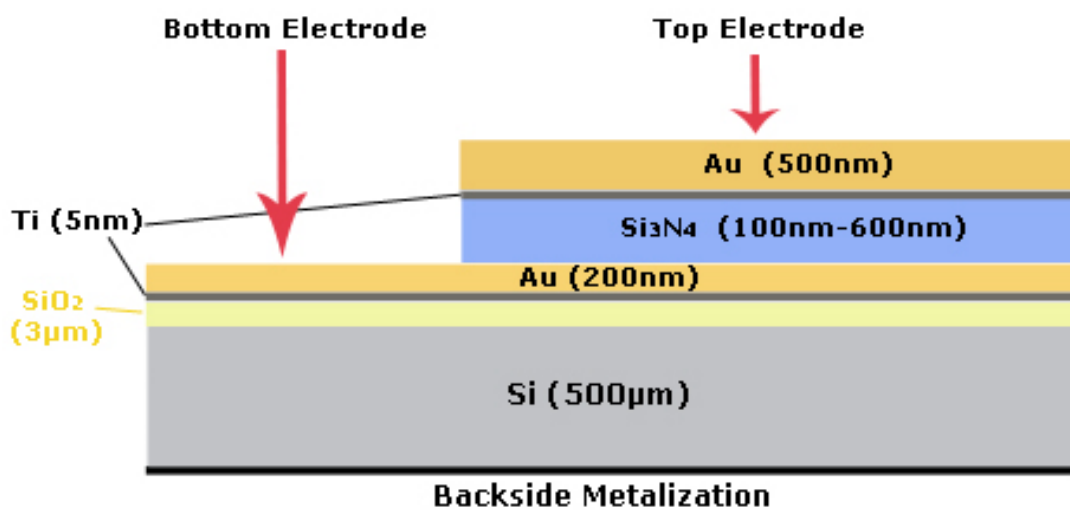 Bottom Electrode
Top Electrode
Au (500nm)
Ti (5nm)
Si₃N₄ (100nm-600nm)
Au (200nm)
SiO₂
(3µm)
Si (500µm)
Backside Metalization